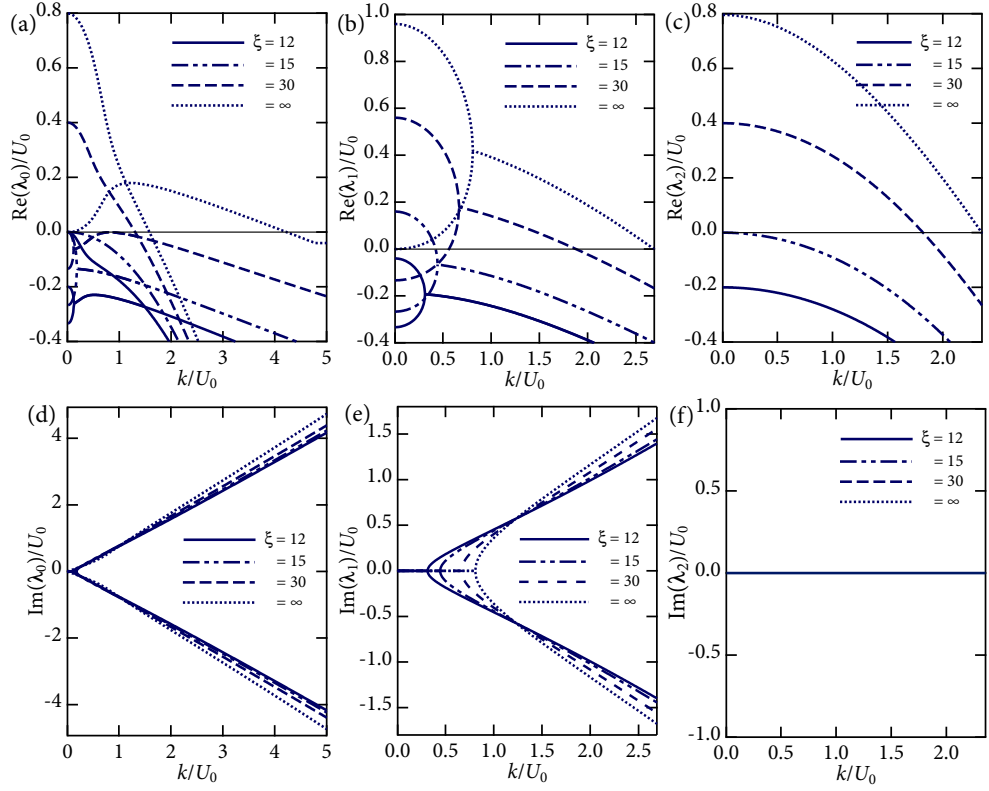 (a)
0.8
0.6
0.4
0.2
0.0
-0.2
-0.4
Re(λ₀)/U₀
ξ = 12
= 15
= 30
= ∞
0 1 2 3 4 5
k/U₀
(b)
1.0
0.8
0.6
0.4
0.2
0.0
-0.2
-0.4
Re(λ₁)/U₀
ξ = 12
= 15
= 30
= ∞
0.0 0.5 1.0 1.5 2.0 2.5
k/U₀
(c)
0.8
0.6
0.4
0.2
0.0
-0.2
-0.4
Re(λ₂)/U₀
ξ = 12
= 15
= 30
= ∞
0.0 0.5 1.0 1.5 2.0
k/U₀
(d)
4
2
0
-2
-4
Im(λ₀)/U₀
ξ = 12
= 15
= 30
= ∞
0 1 2 3 4 5
k/U₀
(e)
1.5
1.0
0.5
0.0
-0.5
-1.0
-1.5
Im(λ₁)/U₀
ξ = 12
= 15
= 30
= ∞
0.0 0.5 1.0 1.5 2.0 2.5
k/U₀
(f)
1.0
0.5
0.0
-0.5
-1.0
Im(λ₂)/U₀
ξ = 12
= 15
= 30
= ∞
0.0 0.5 1.0 1.5 2.0
k/U₀